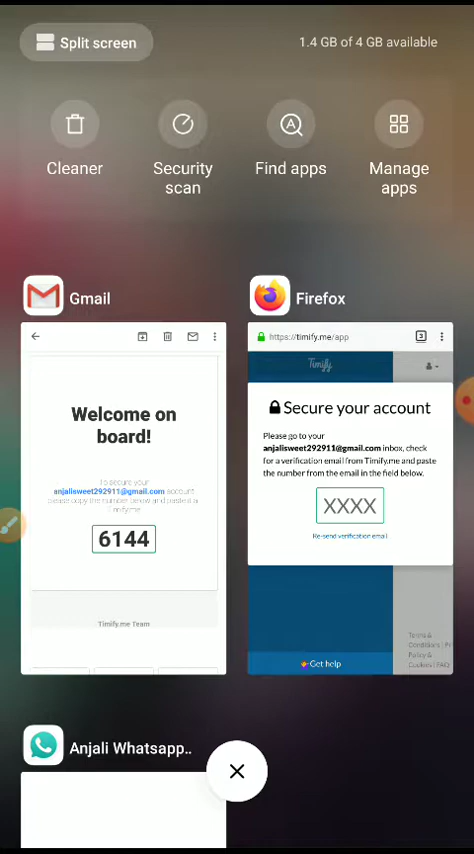 Split screen
1.4 GB of 4 GB available
Cleaner
Security
scan
Find apps
Manage
apps
Gmail
Welcome on
board!
To secure your
anjalisweet292911@gmail.com account
please copy the number below and paste it to
Timify.me
6144
Timify.me Team
Firefox
https://timify.me/app
3
Timify.
Secure your account
Please go to your
anjalisweet292911@gmail.com inbox, check
for a verification email from Timify.me and paste
the number from the email in the field below.
XXXX
Re-send verification email
Terms &
Conditions | Pr
Policy &
Cookies | FAQ
Get help
Anjali Whatsapp..